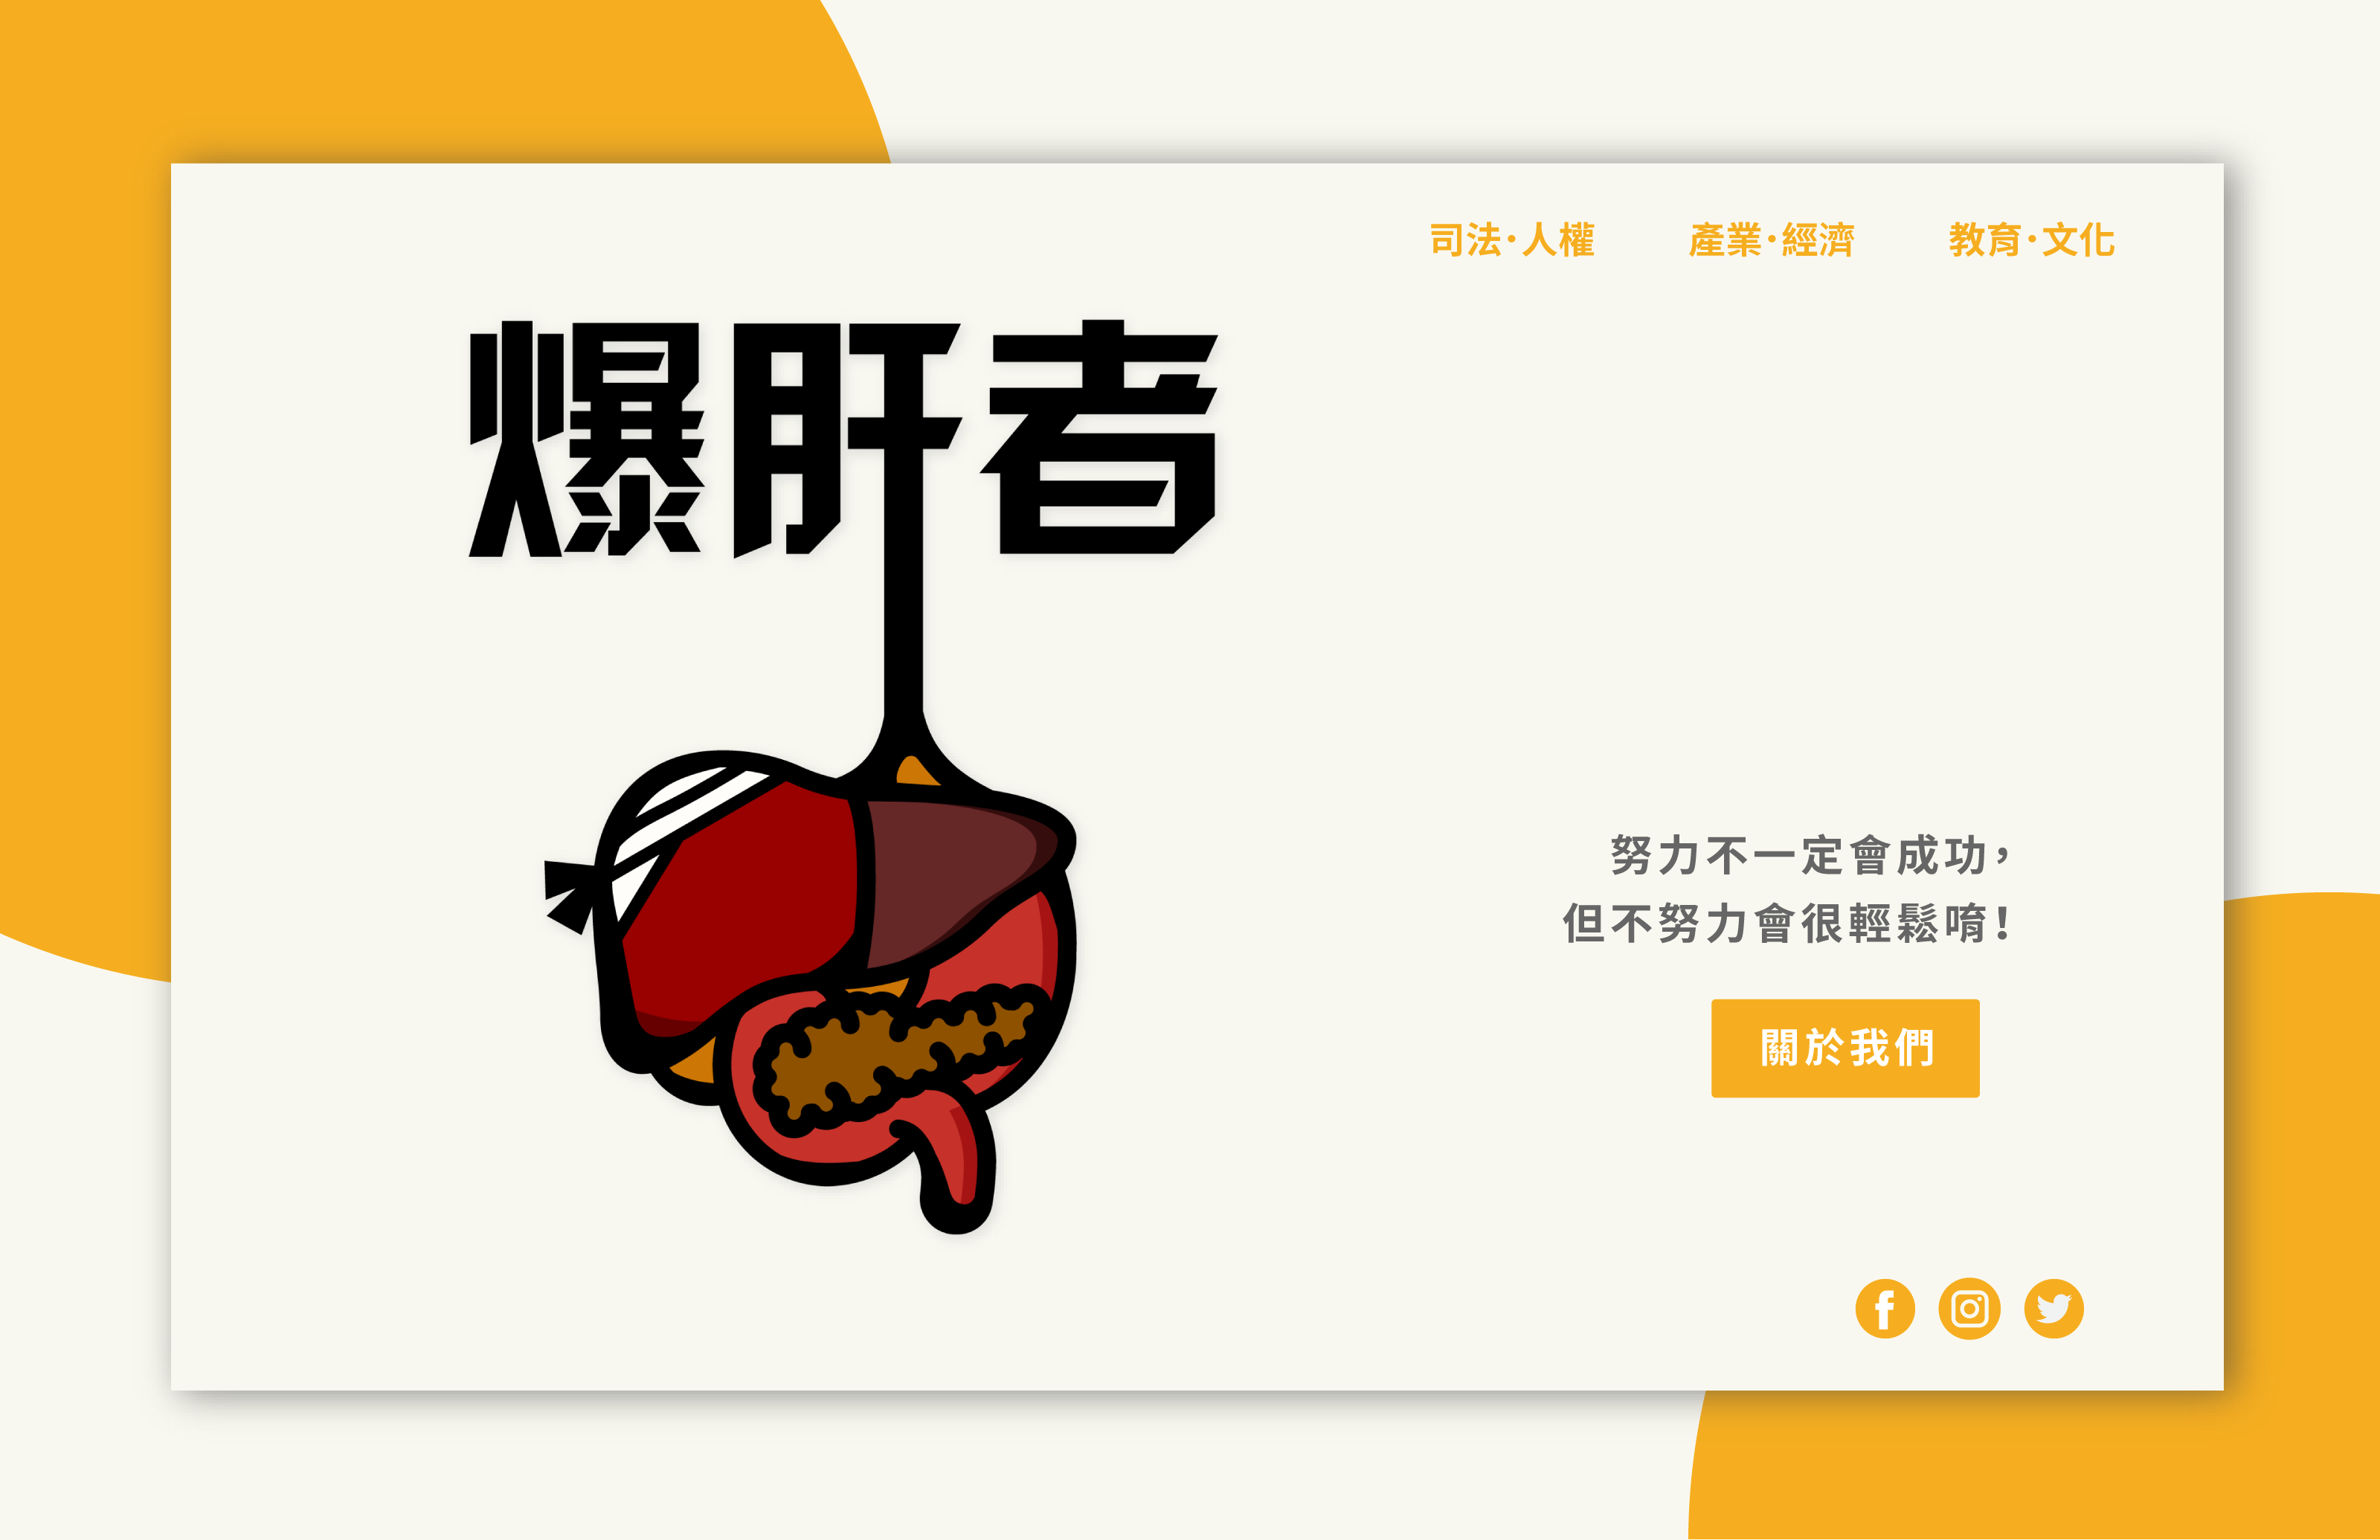 司法·人權
產業·經濟
教育·文化
爆肝者
努力不一定會成功，
但不努力會很輕鬆唷！
關於我們